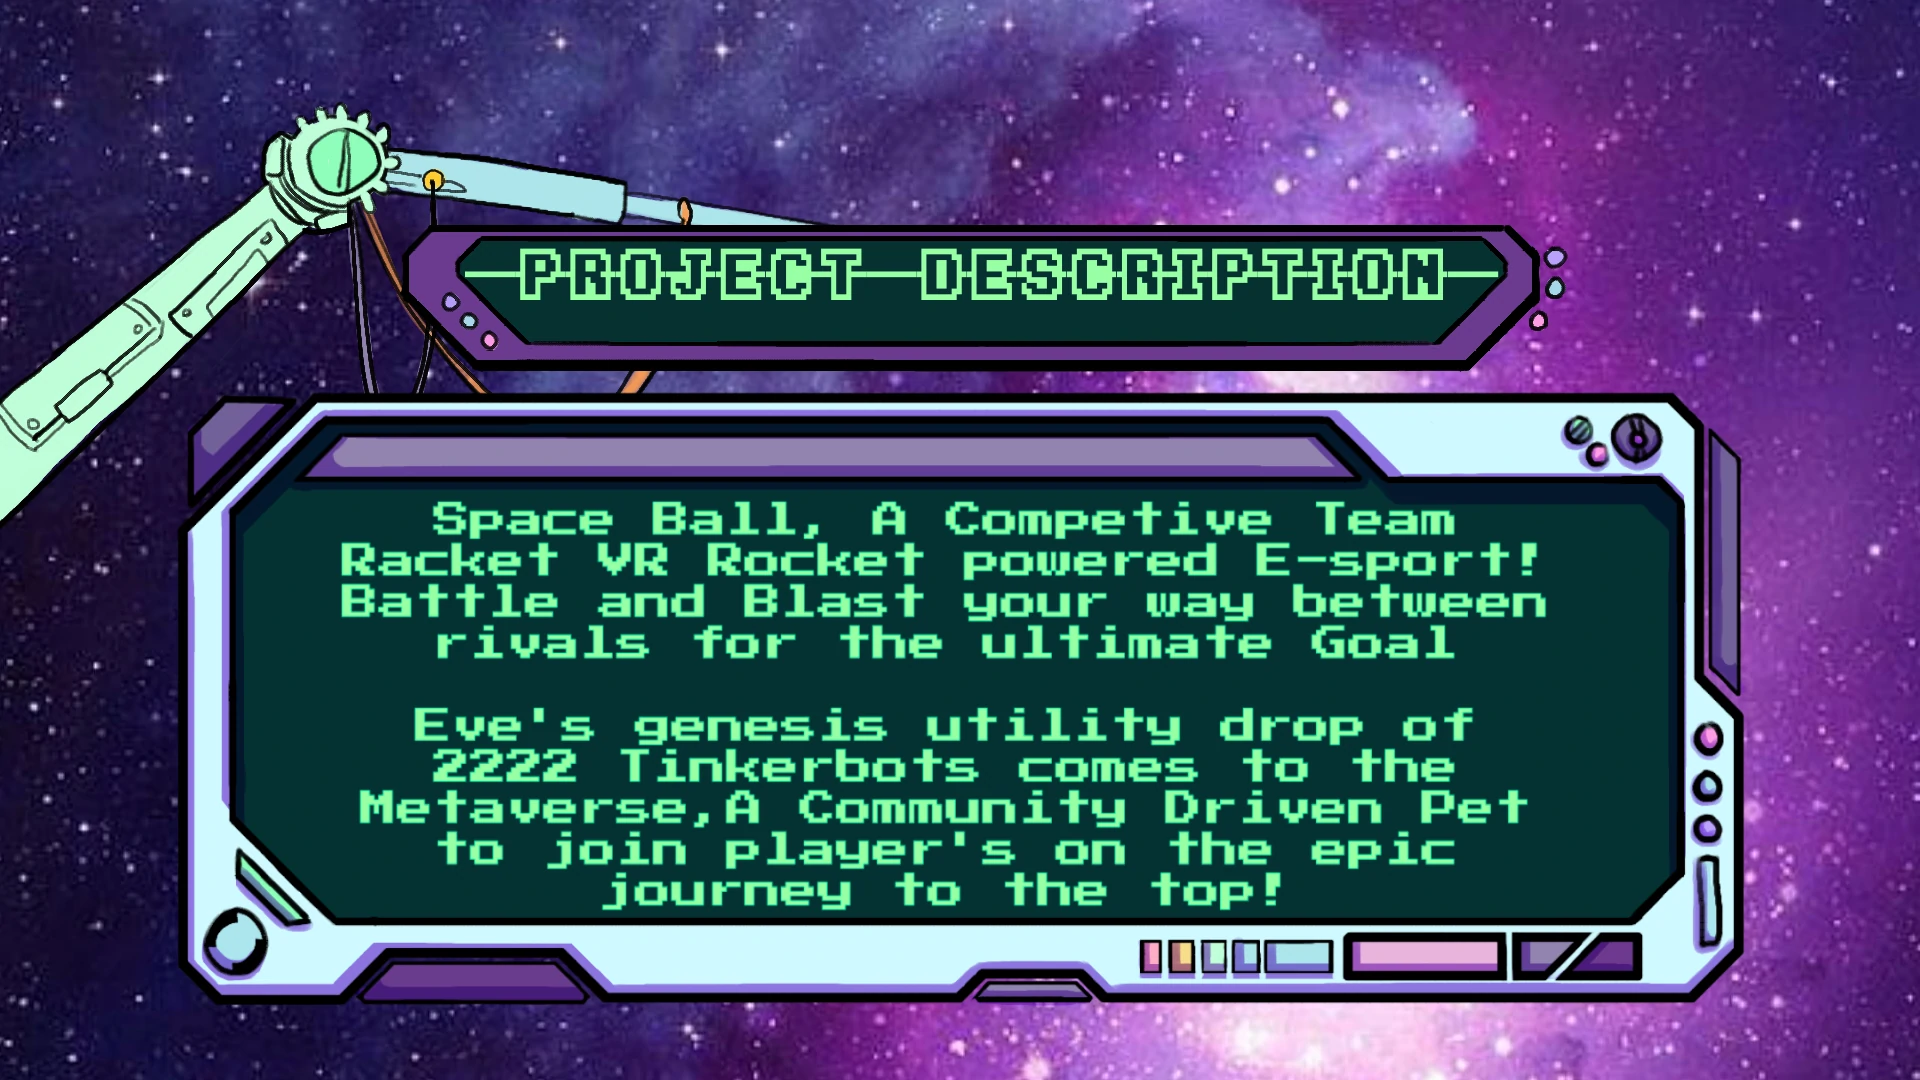 PROJECT DESCRIPTION
Space Ball, A Competive Team
Racket VR Rocket powered E-sport!
Battle and Blast your way between
rivals for the ultimate Goal
Eve's genesis utility drop of
2222 Tinkerbots comes to the
Metaverse,A Community Driven Pet
to join player's on the epic
journey to the top!